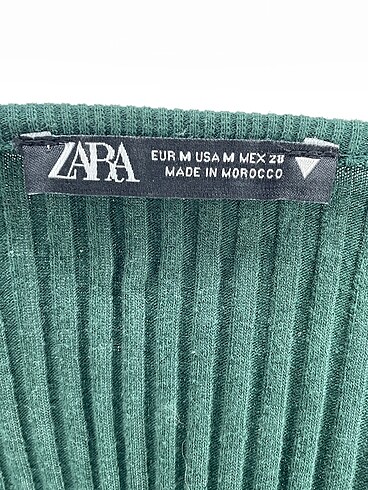 ZARA
EUR M USA M MEX 28
MADE IN MOROCCO